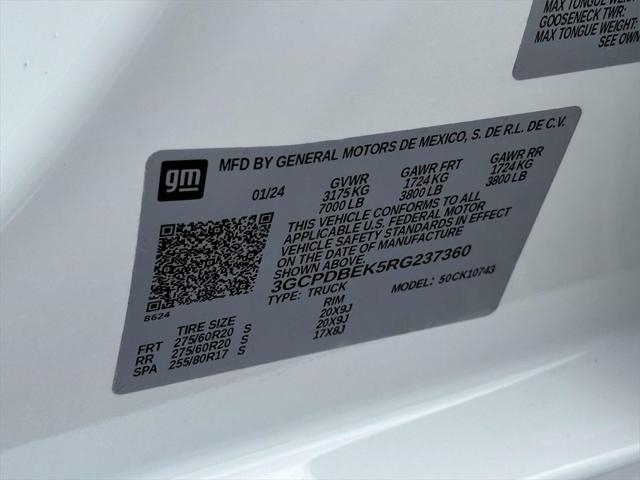 MAX TONGUE WEIGHT
GOOSENECK TWR:
MAX TONGUE WEIGHT:
SEE OWN
gm
MFD BY GENERAL MOTORS DE MEXICO, S. DE R.L. DE C.V.
01/24 GVWR GAWR FRT GAWR RR
3175 KG 1724 KG 1724 KG
7000 LB 3800 LB 3800 LB
THIS VEHICLE CONFORMS TO ALL
APPLICABLE U.S. FEDERAL MOTOR
VEHICLE SAFETY STANDARDS IN EFFECT
ON THE DATE OF MANUFACTURE
SHOWN ABOVE
3GCPDBEK5RG237360
TYPE: TRUCK MODEL: 50CK10743
8624
TIRE SIZE RIM
FRT 275/60R20 S 20X9J
RR 275/60R20 S 20X9J
SPA 255/80R17 S 17X8J